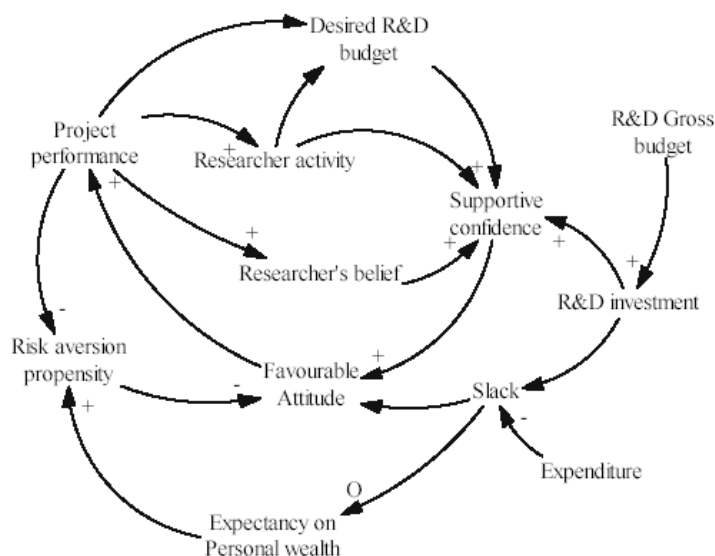 Desired R&D
budget
Project
performance
+
Researcher activity
R&D Gross
budget
+
+
Supportive
confidence
+
+
+
+
Researcher's belief
R&D investment
-
Risk aversion
propensity
+
Favourable
Attitude
-
Slack
+
-
Expenditure
O
Expectancy on
Personal wealth